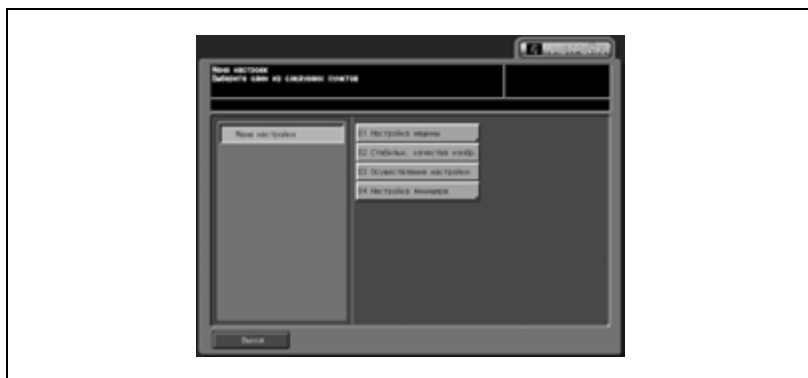 Меню настроек
Выберите один из следующих пунктов
Меню настройки
01 Настройка машины
02 Стабильн. качества изобр.
03 Осуществление настройки
04 Настройка финишера
Выход